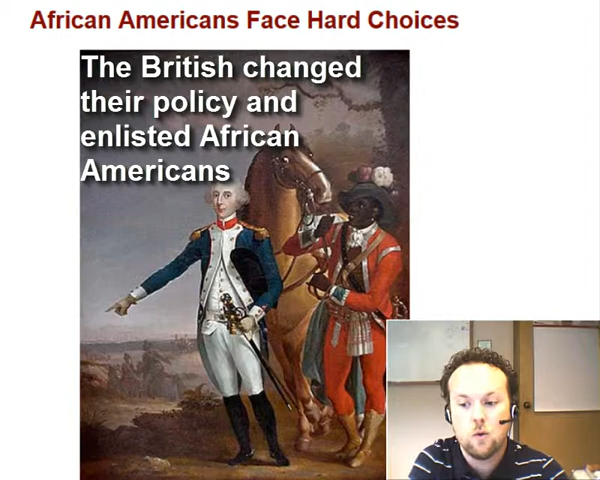 African Americans Face Hard Choices
The British changed
their policy and
enlisted African
Americans